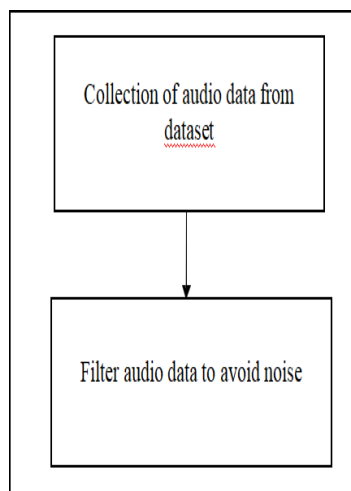 Collection of audio data from
dataset
Filter audio data to avoid noise